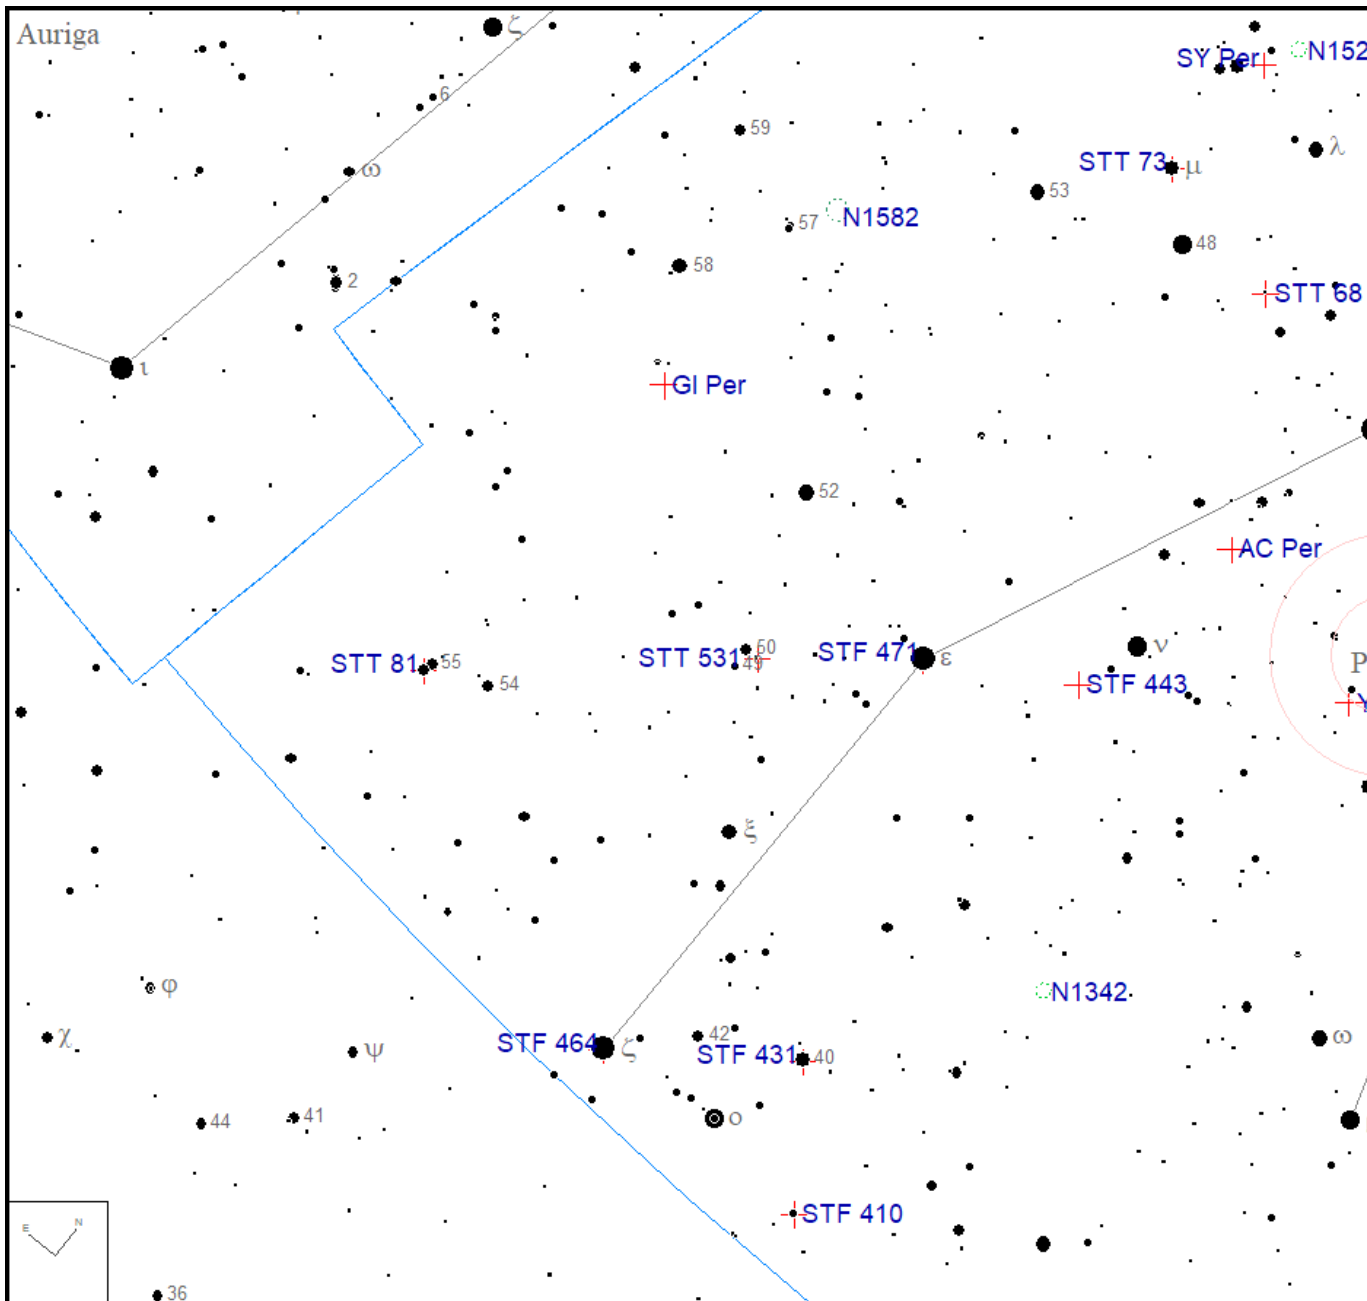 Auriga
ζ
SY Per
N152
6
59
λ
STT 73
μ
ω
53
57
N1582
48
58
2
STT 68
ι
GI Per
52
AC Per
STT 81
55
54
STT 531
50
49
STF 471
ε
ν
STF 443
P
Y
ξ
φ
N1342
χ
ψ
STF 464
ζ
42
STF 431
40
ω
44
41
ο
STF 410
E
N
36